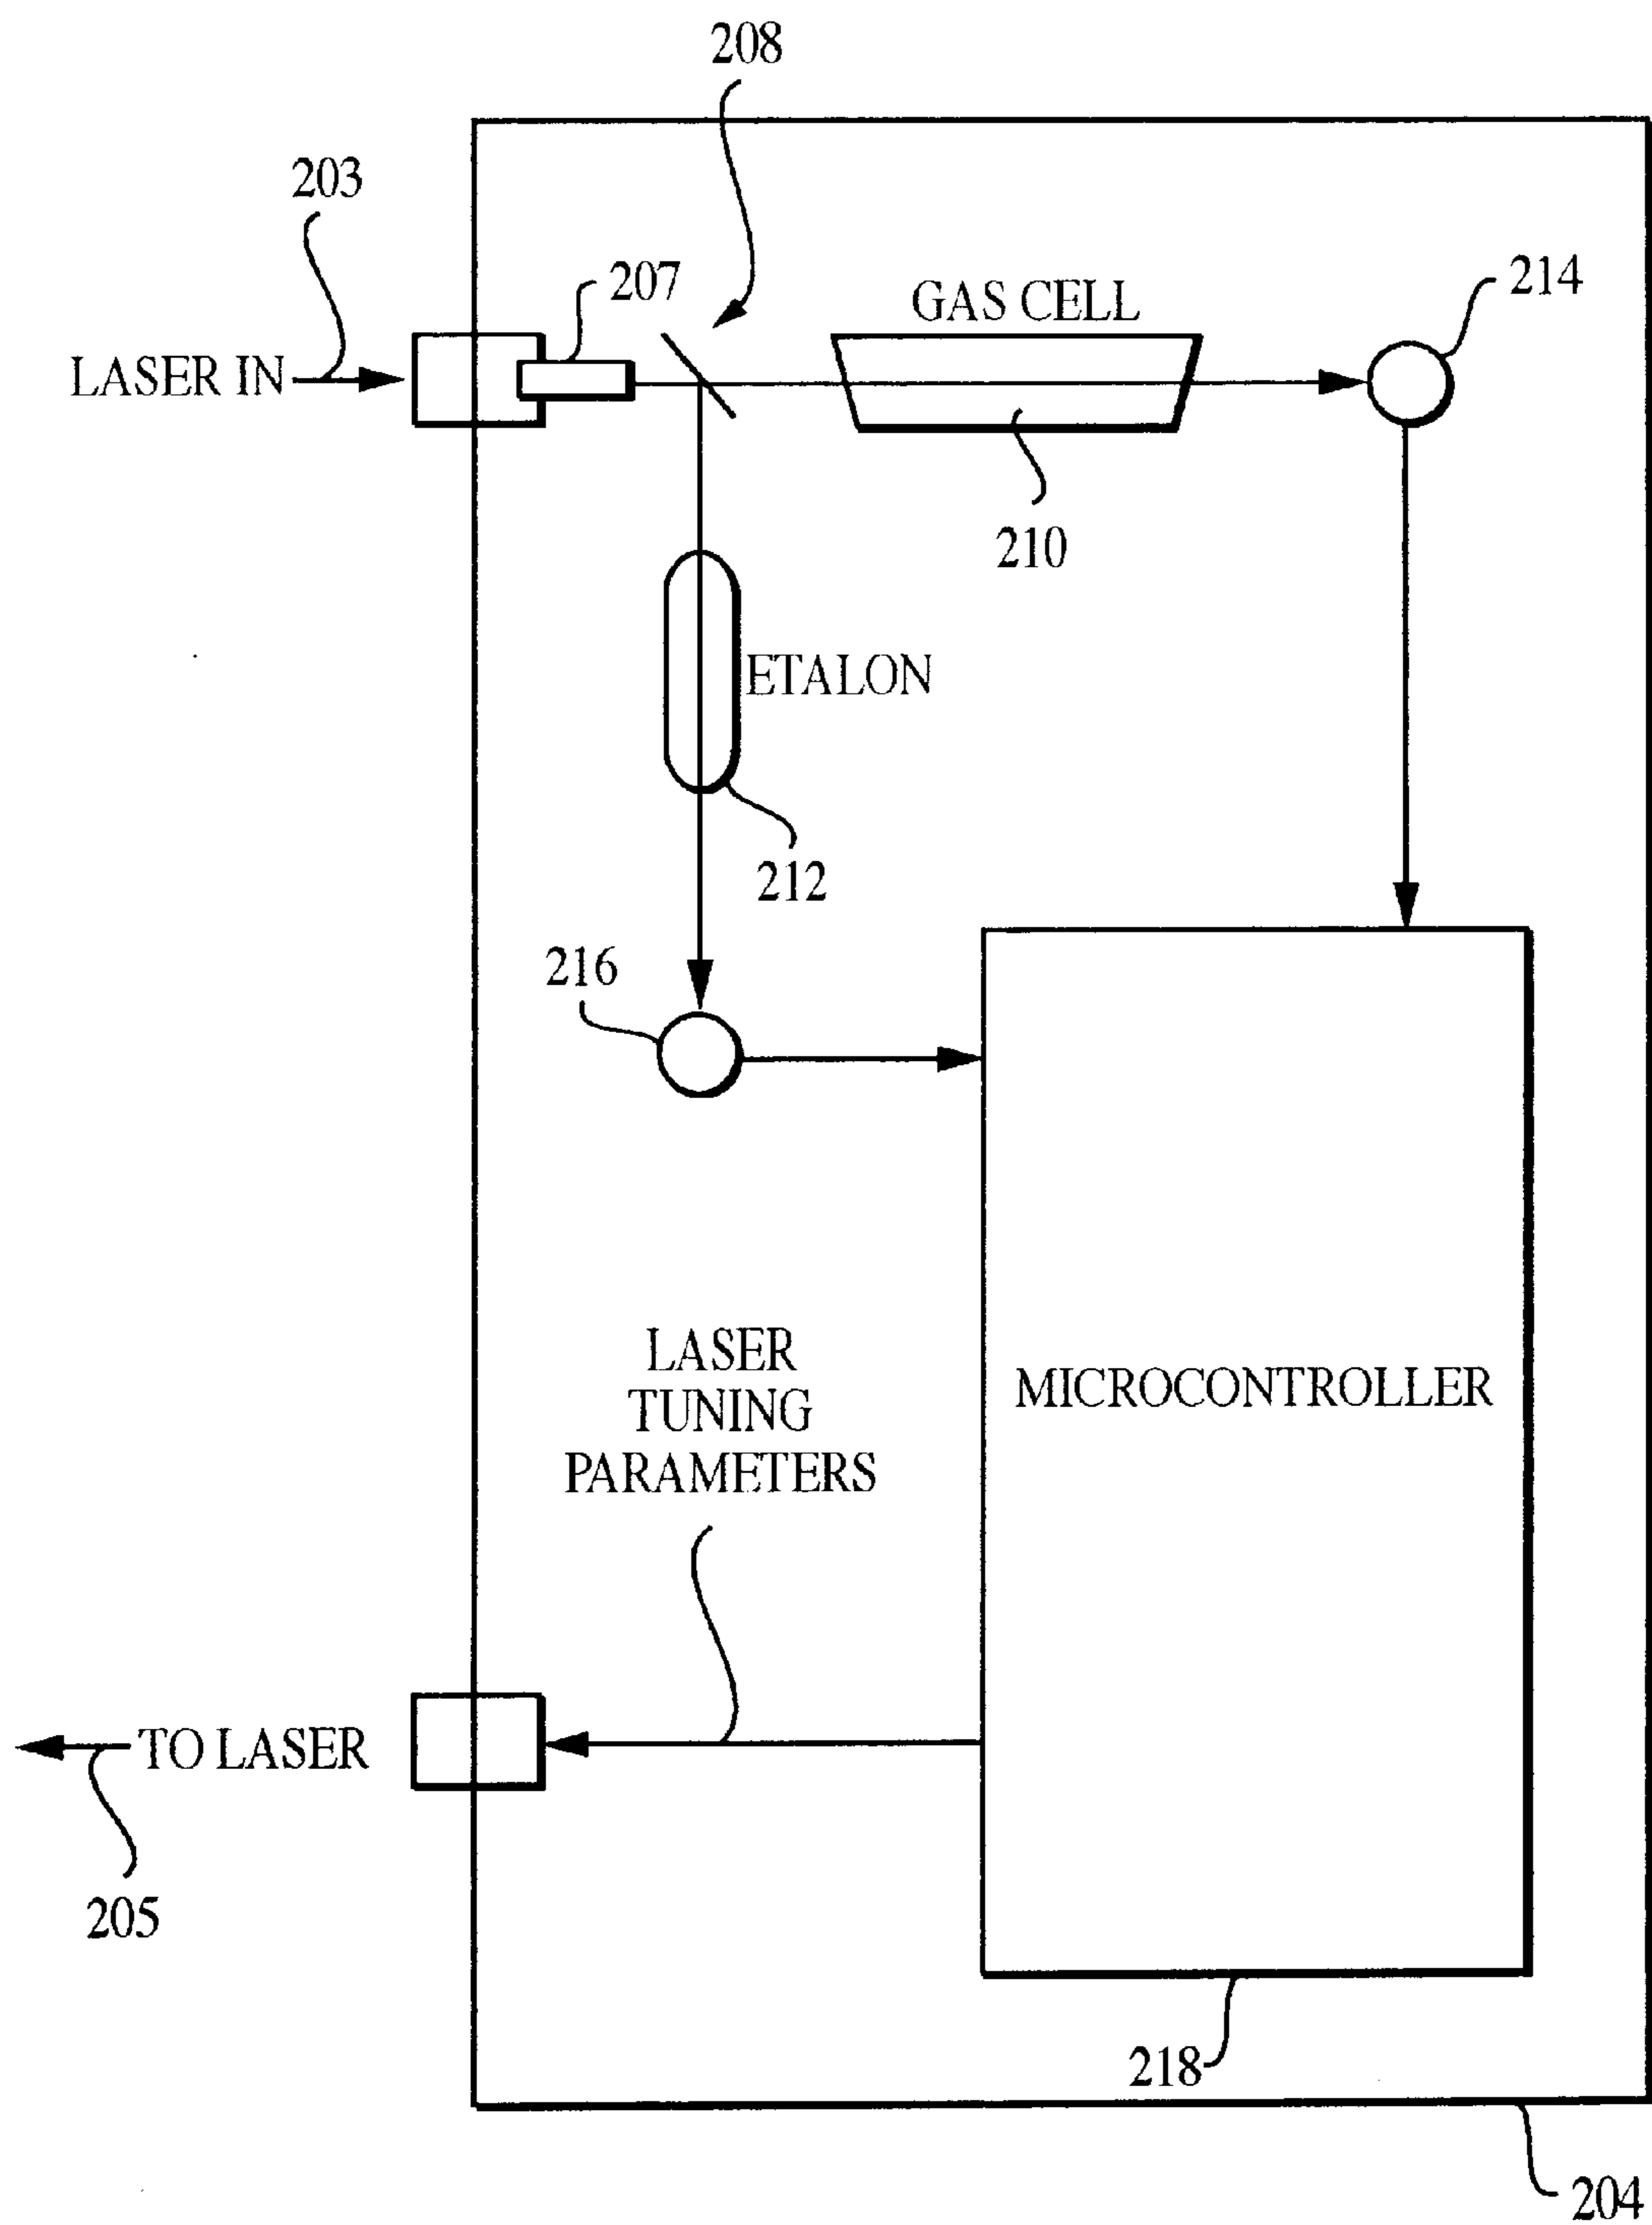 208
203
207
GAS CELL
214
LASER IN
210
ETALON
212
216
LASER
TUNING
PARAMETERS
MICROCONTROLLER
TO LASER
205
218
204